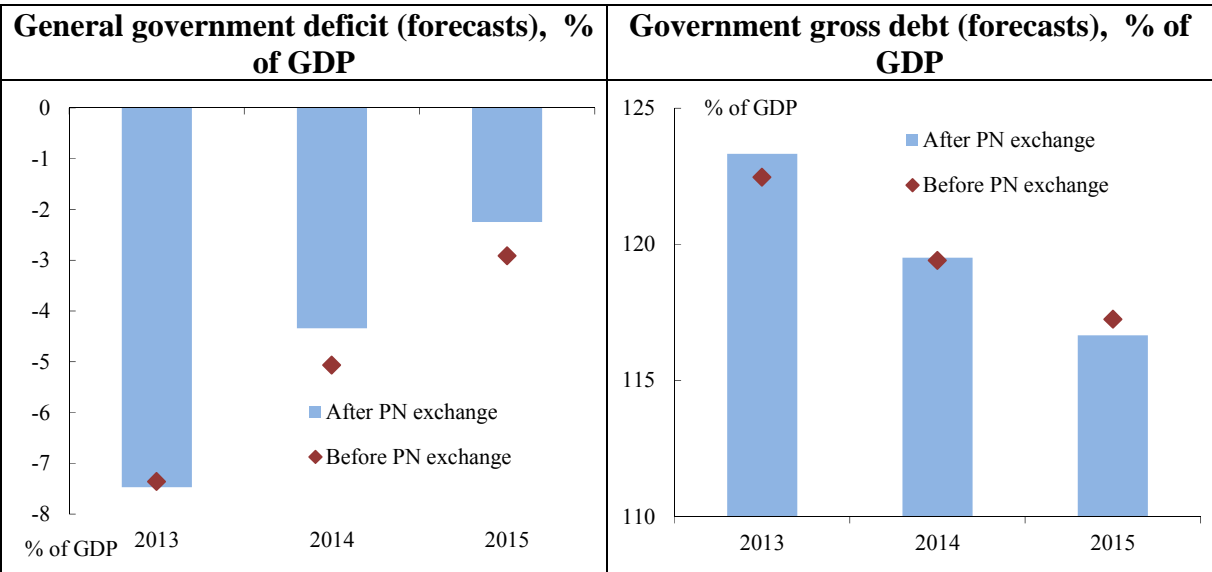 General government deficit (forecasts), %
of GDP
Government gross debt (forecasts), % of
GDP
0
-1
-2
-3
-4
-5
-6
-7
-8
After PN exchange
Before PN exchange
% of GDP
2013
2014
2015
125
120
115
110
% of GDP
After PN exchange
Before PN exchange
2013
2014
2015